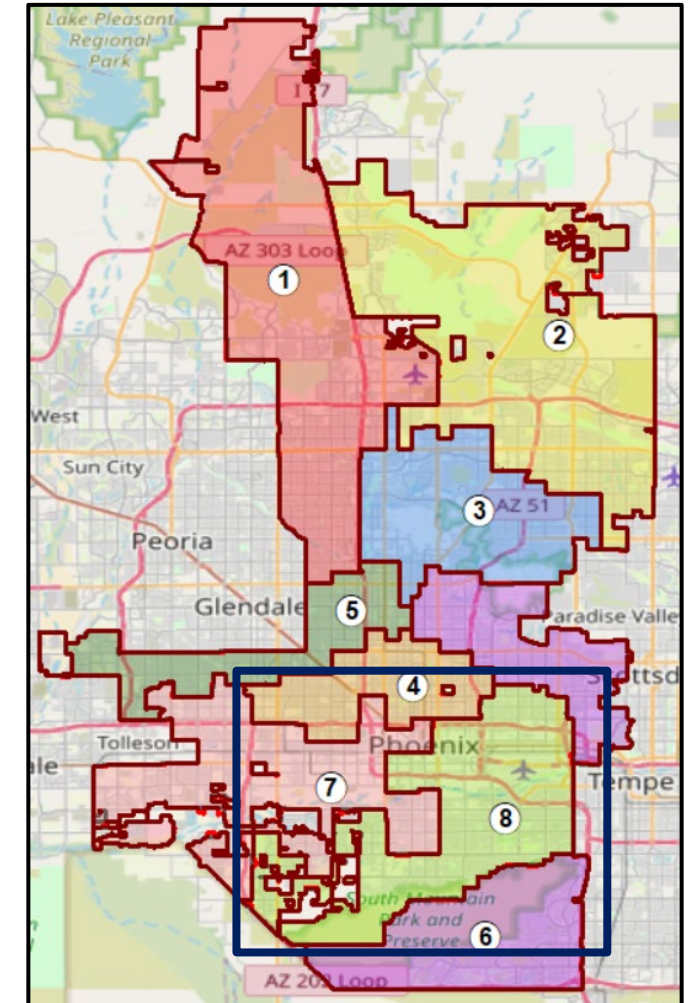 Lake Pleasant
Regional
Park
I 17
AZ 303 Loop
1
2
West
Sun City
3
AZ 51
Peoria
Glendale
5
Paradise Valle
4
Scottsd
Tolleson
Phoenix
ale
7
Tempe
8
South Mountain
Park and
Preserve
6
AZ 202 Loop